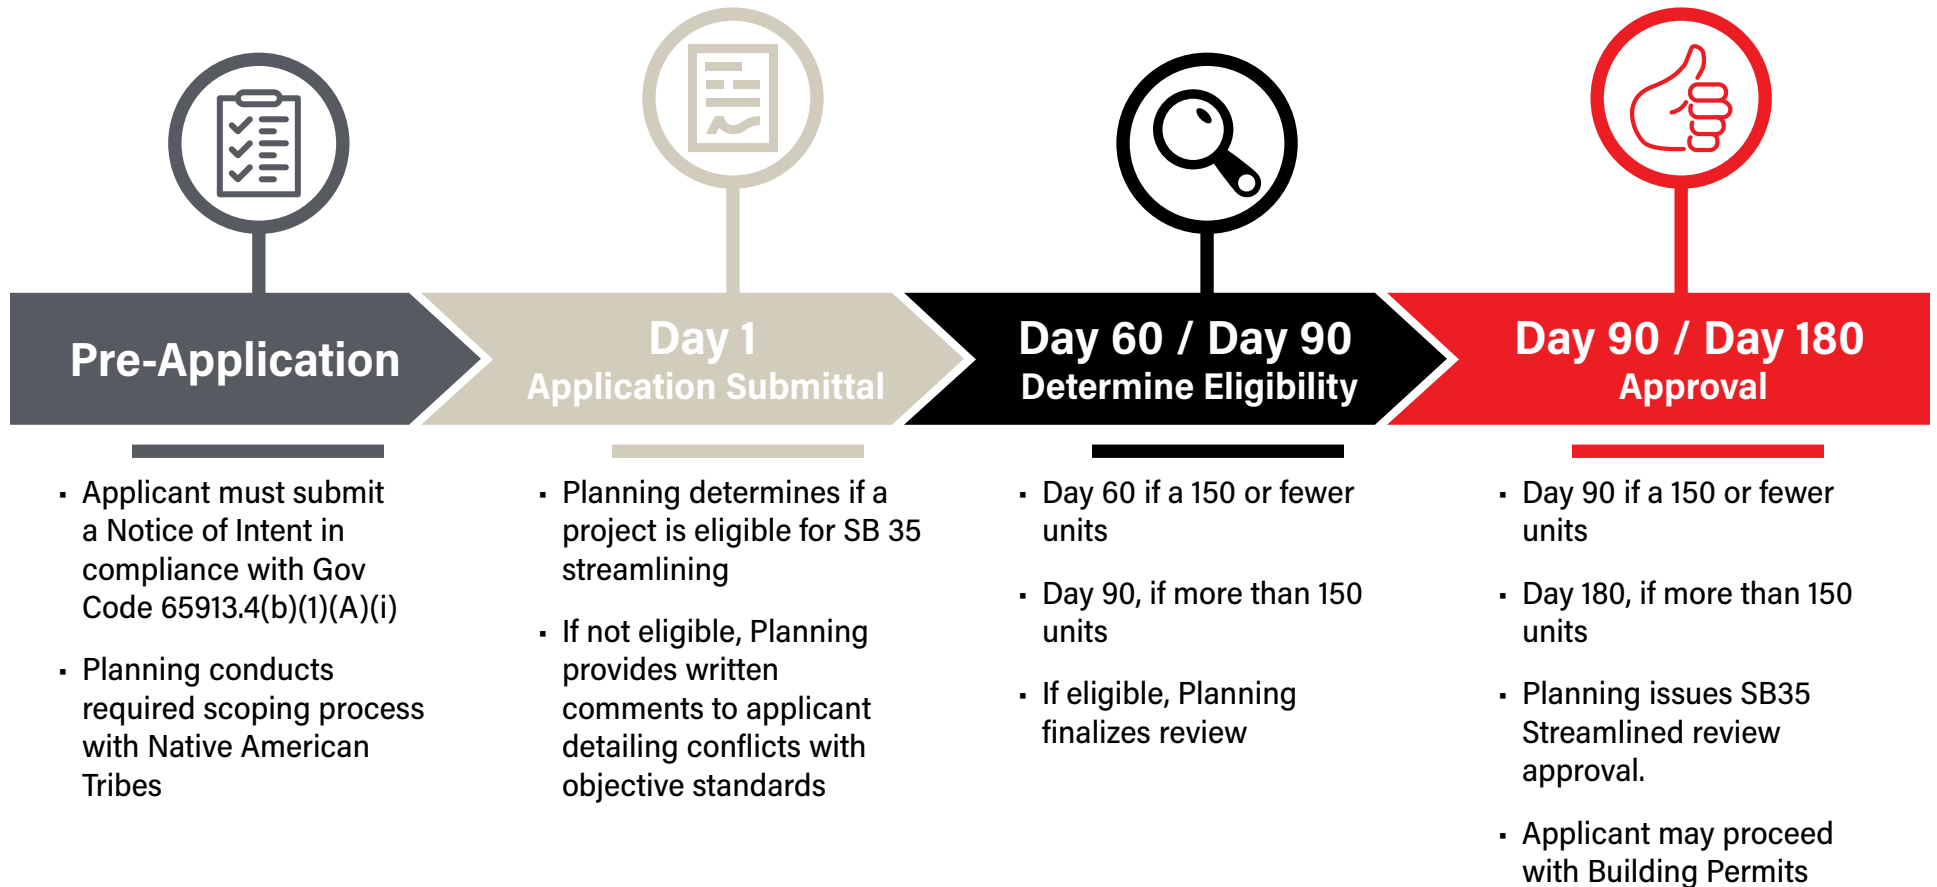 Pre-Application
Day 1
Application Submittal
Day 60 / Day 90
Determine Eligibility
Day 90 / Day 180
Approval
▪ Applicant must submit
a Notice of Intent in
compliance with Gov
Code 65913.4(b)(1)(A)(i)
▪ Planning conducts
required scoping process
with Native American
Tribes
▪ Planning determines if a
project is eligible for SB 35
streamlining
▪ If not eligible, Planning
provides written
comments to applicant
detailing conflicts with
objective standards
▪ Day 60 if a 150 or fewer
units
▪ Day 90, if more than 150
units
▪ If eligible, Planning
finalizes review
▪ Day 90 if a 150 or fewer
units
▪ Day 180, if more than 150
units
▪ Planning issues SB35
Streamlined review
approval.
▪ Applicant may proceed
with Building Permits